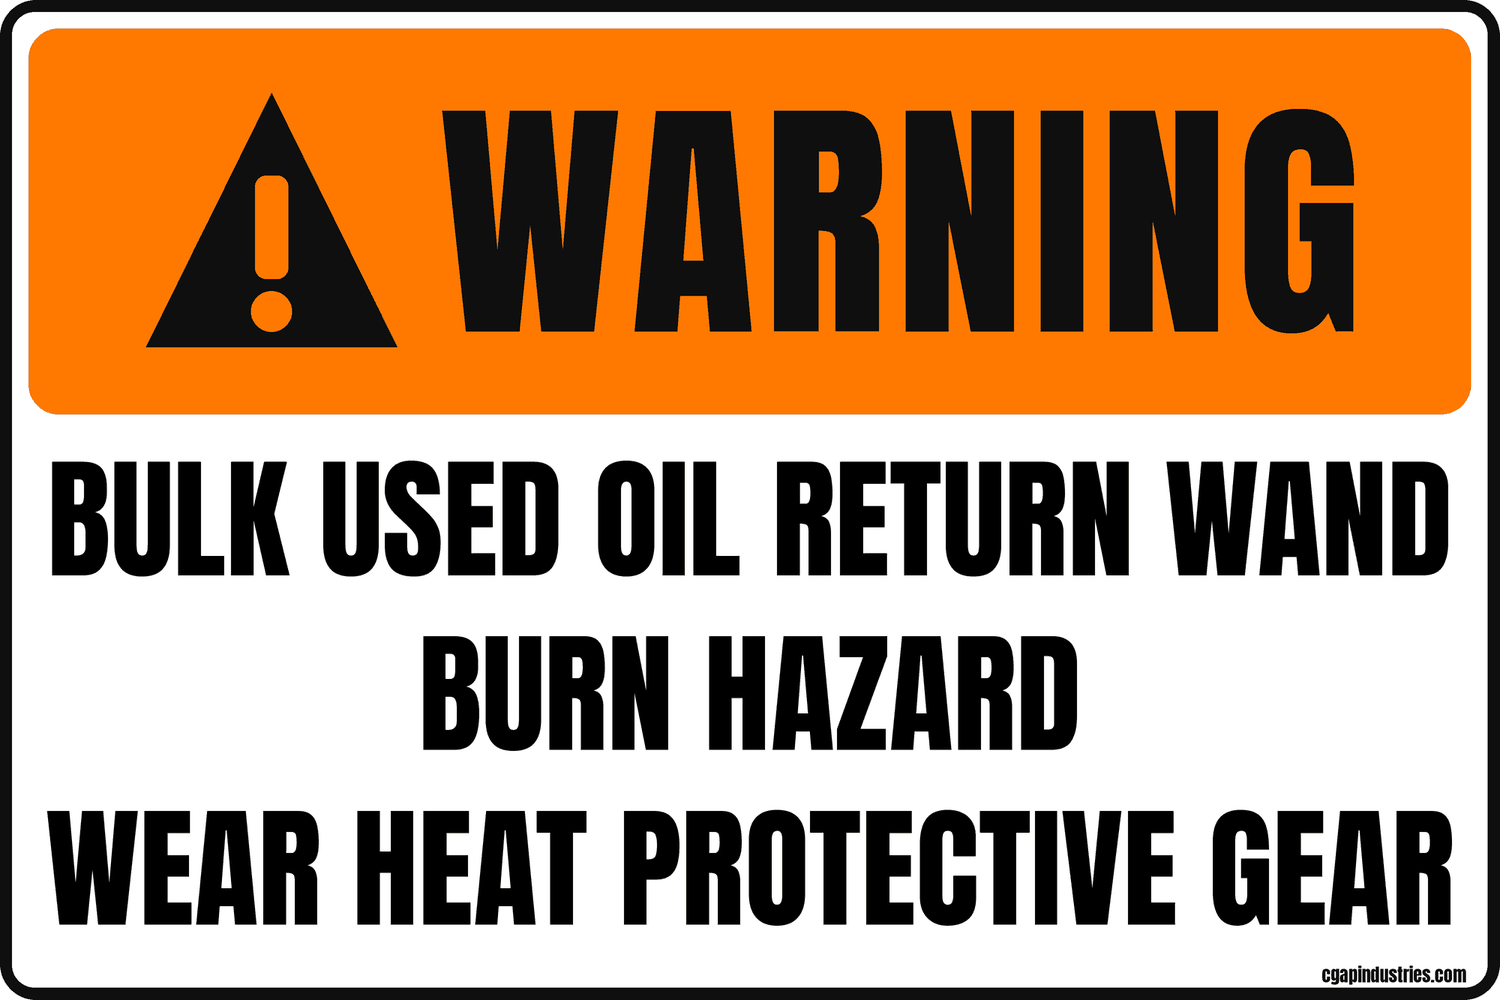 WARNING
BULK USED OIL RETURN WAND
BURN HAZARD
WEAR HEAT PROTECTIVE GEAR
cgapindustries.com